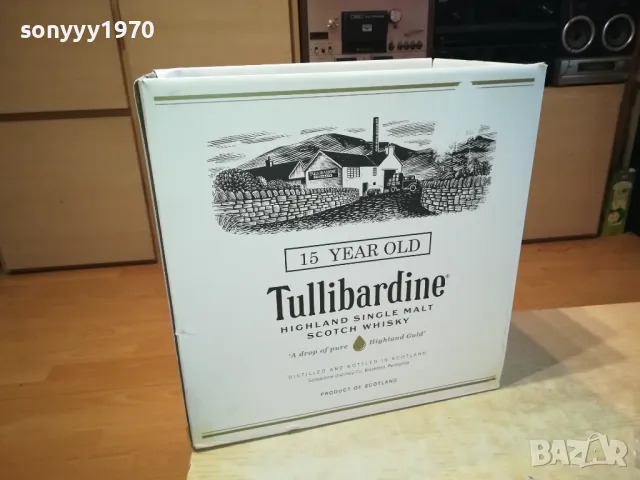 sonyyy1970
TULLIBARDINE
15 YEAR OLD
Tullibardine®
HIGHLAND SINGLE MALT
SCOTCH WHISKY
'A drop of pure Highland Gold'
DISTILLED AND BOTTLED IN SCOTLAND
PRODUCT OF SCOTLAND
BAZAR